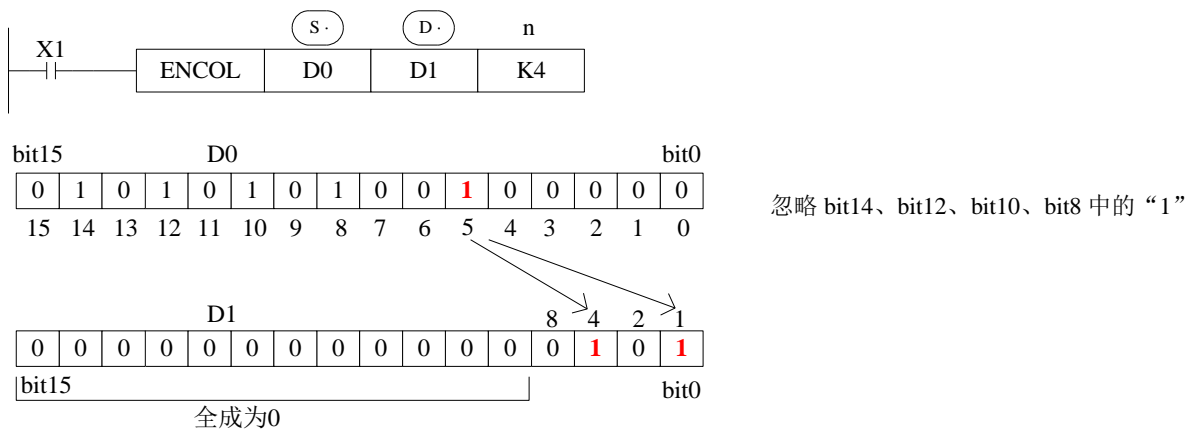 S · D · n
X1
ENCOL D0 D1 K4
bit15 D0 bit0
0 1 0 1 0 1 0 1 0 0 1 0 0 0 0 0
忽略 bit14、bit12、bit10、bit8 中的“1”
15 14 13 12 11 10 9 8 7 6 5 4 3 2 1 0
D1 8 4 2 1
0 0 0 0 0 0 0 0 0 0 0 0 0 1 0 1
bit15 bit0
全成为0